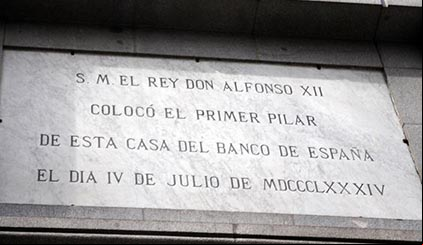 S. M. EL REY DON ALFONSO XII
COLOCÓ EL PRIMER PILAR
DE ESTA CASA DEL BANCO DE ESPAÑA
EL DIA IV DE JULIO DE MDCCCLXXXIV